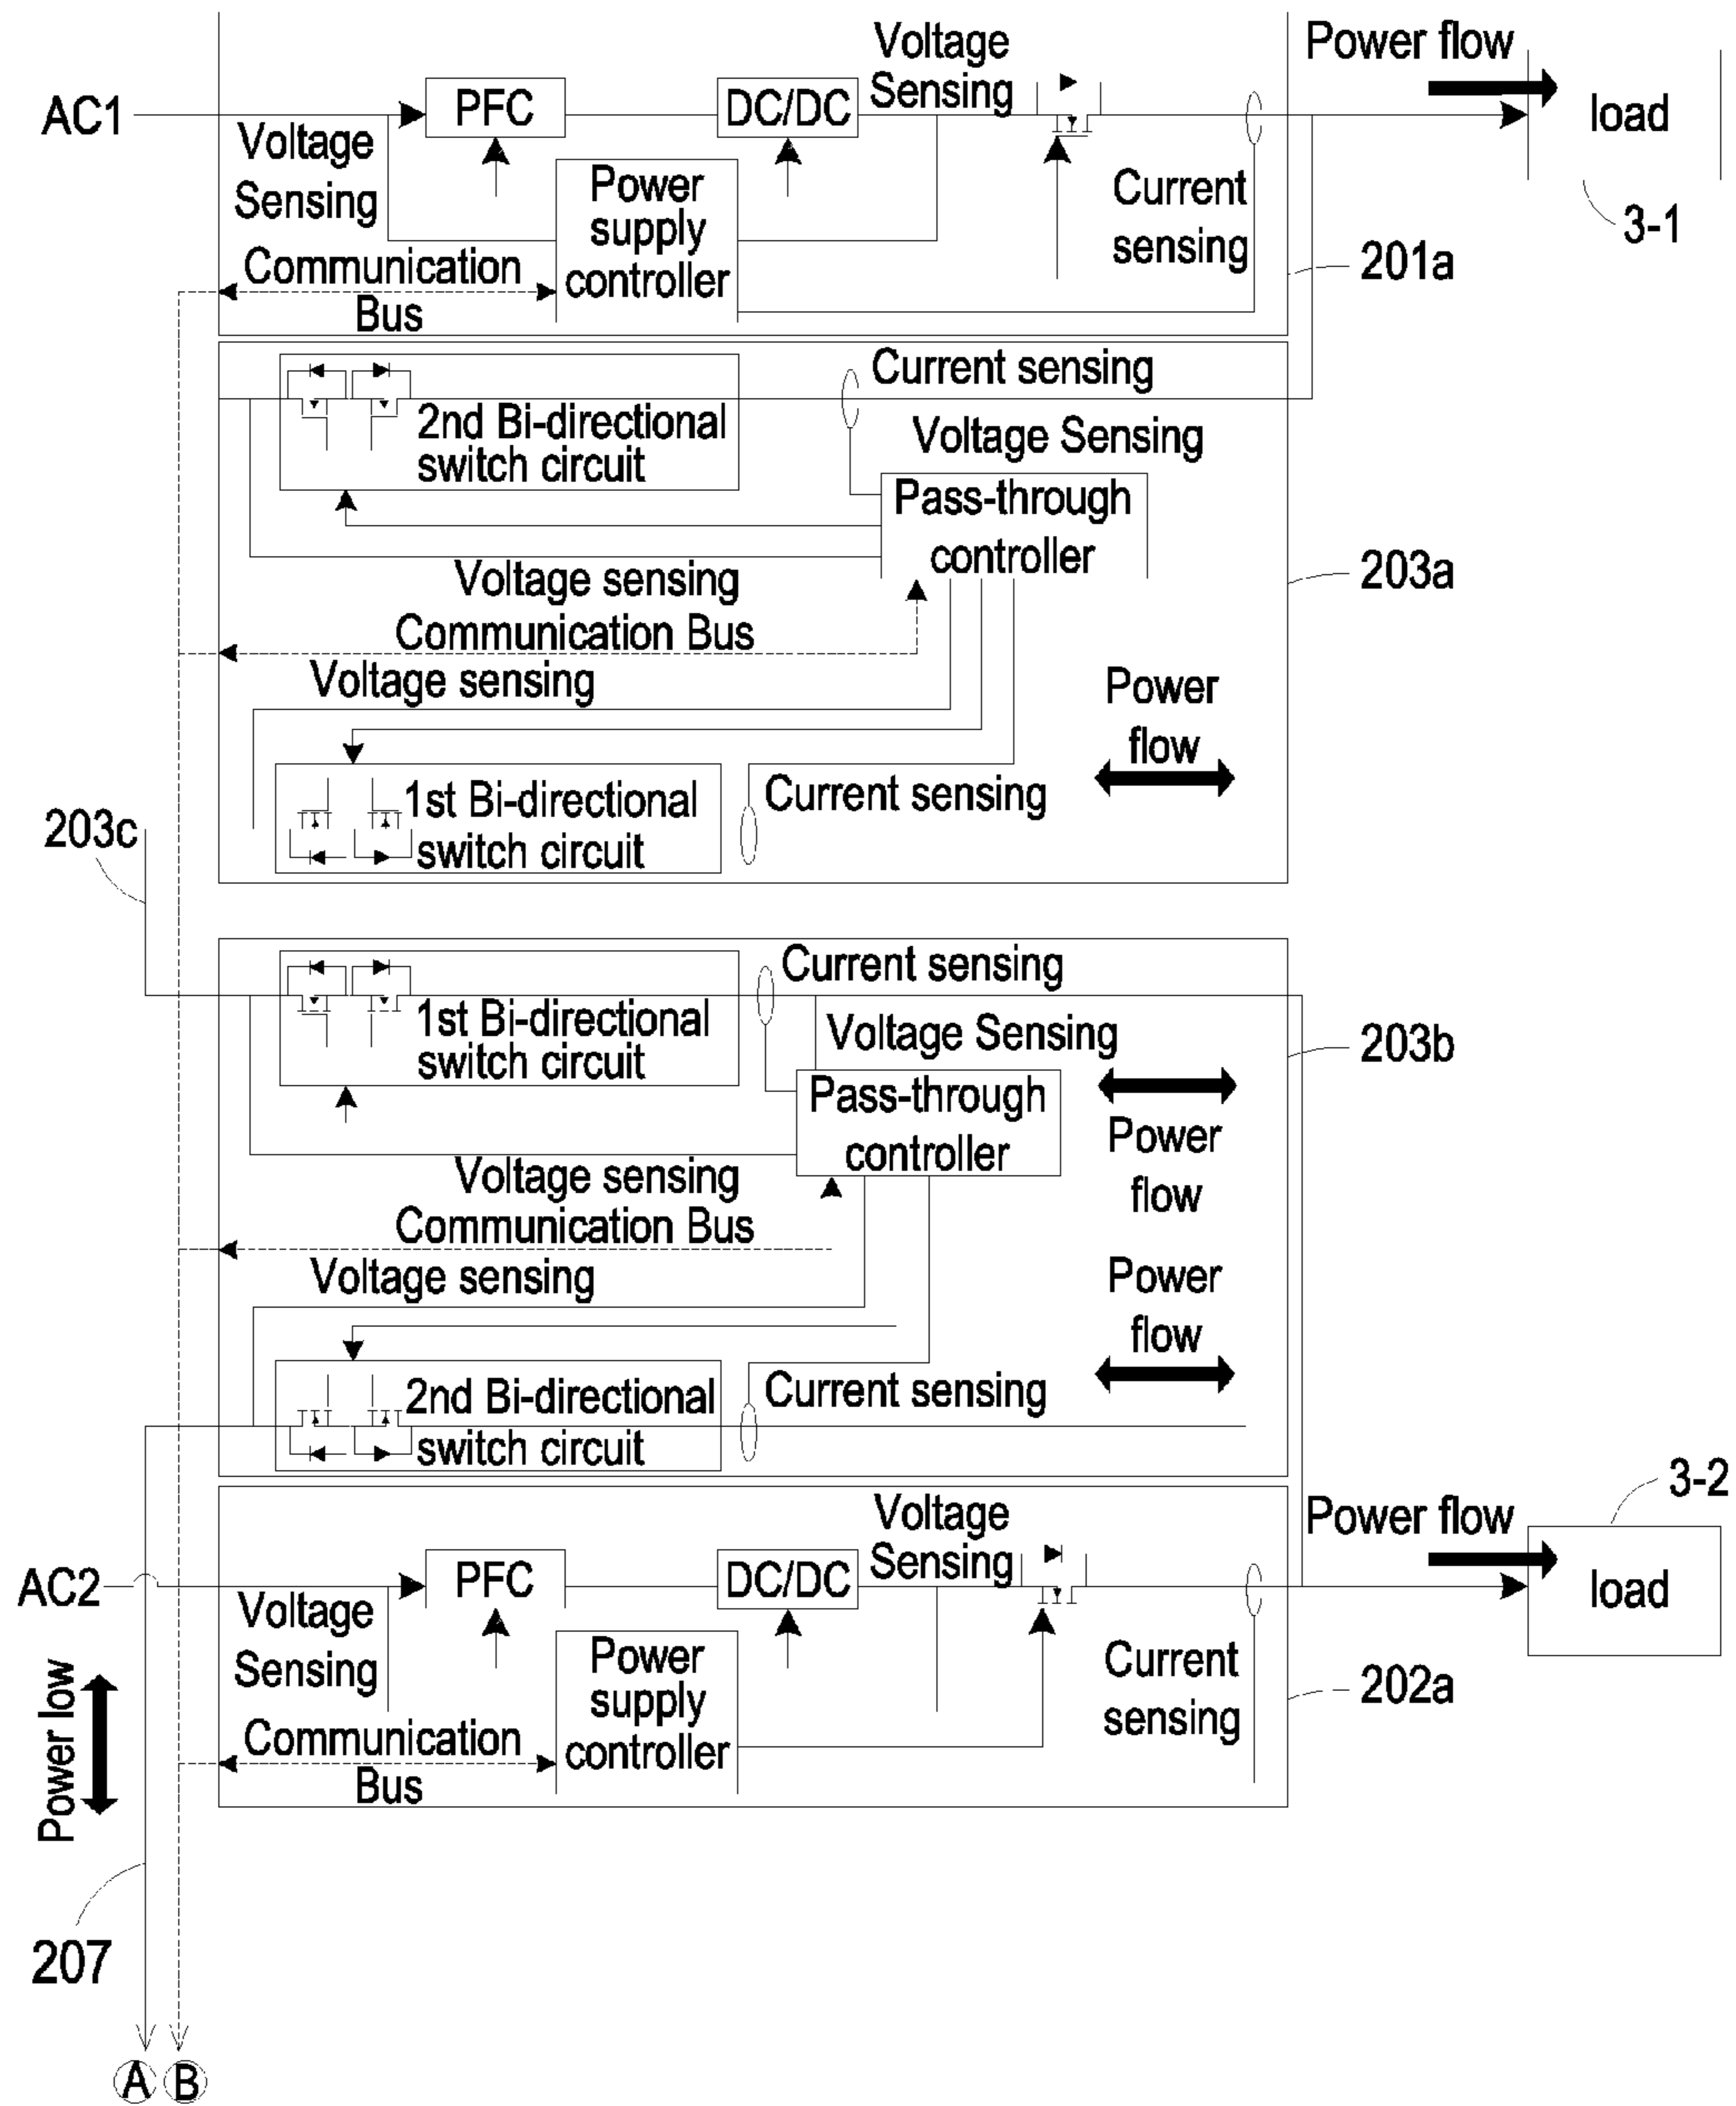 Voltage
Sensing
Power flow
AC1
PFC
DC/DC
load
Voltage
Sensing
Power
supply
controller
Current
sensing
3-1
201a
Communication
Bus
Current sensing
2nd Bi-directional
switch circuit
Voltage Sensing
Pass-through
controller
203a
Voltage sensing
Communication Bus
Voltage sensing
Power
flow
1st Bi-directional
switch circuit
Current sensing
203c
Current sensing
1st Bi-directional
switch circuit
Voltage Sensing
203b
Pass-through
controller
Power
flow
Voltage sensing
Communication Bus
Voltage sensing
Power
flow
2nd Bi-directional
switch circuit
Current sensing
3-2
Voltage
Sensing
Power flow
AC2
PFC
DC/DC
load
Voltage
Sensing
Power
supply
controller
Current
sensing
202a
Communication
Bus
Power low
207
A
B